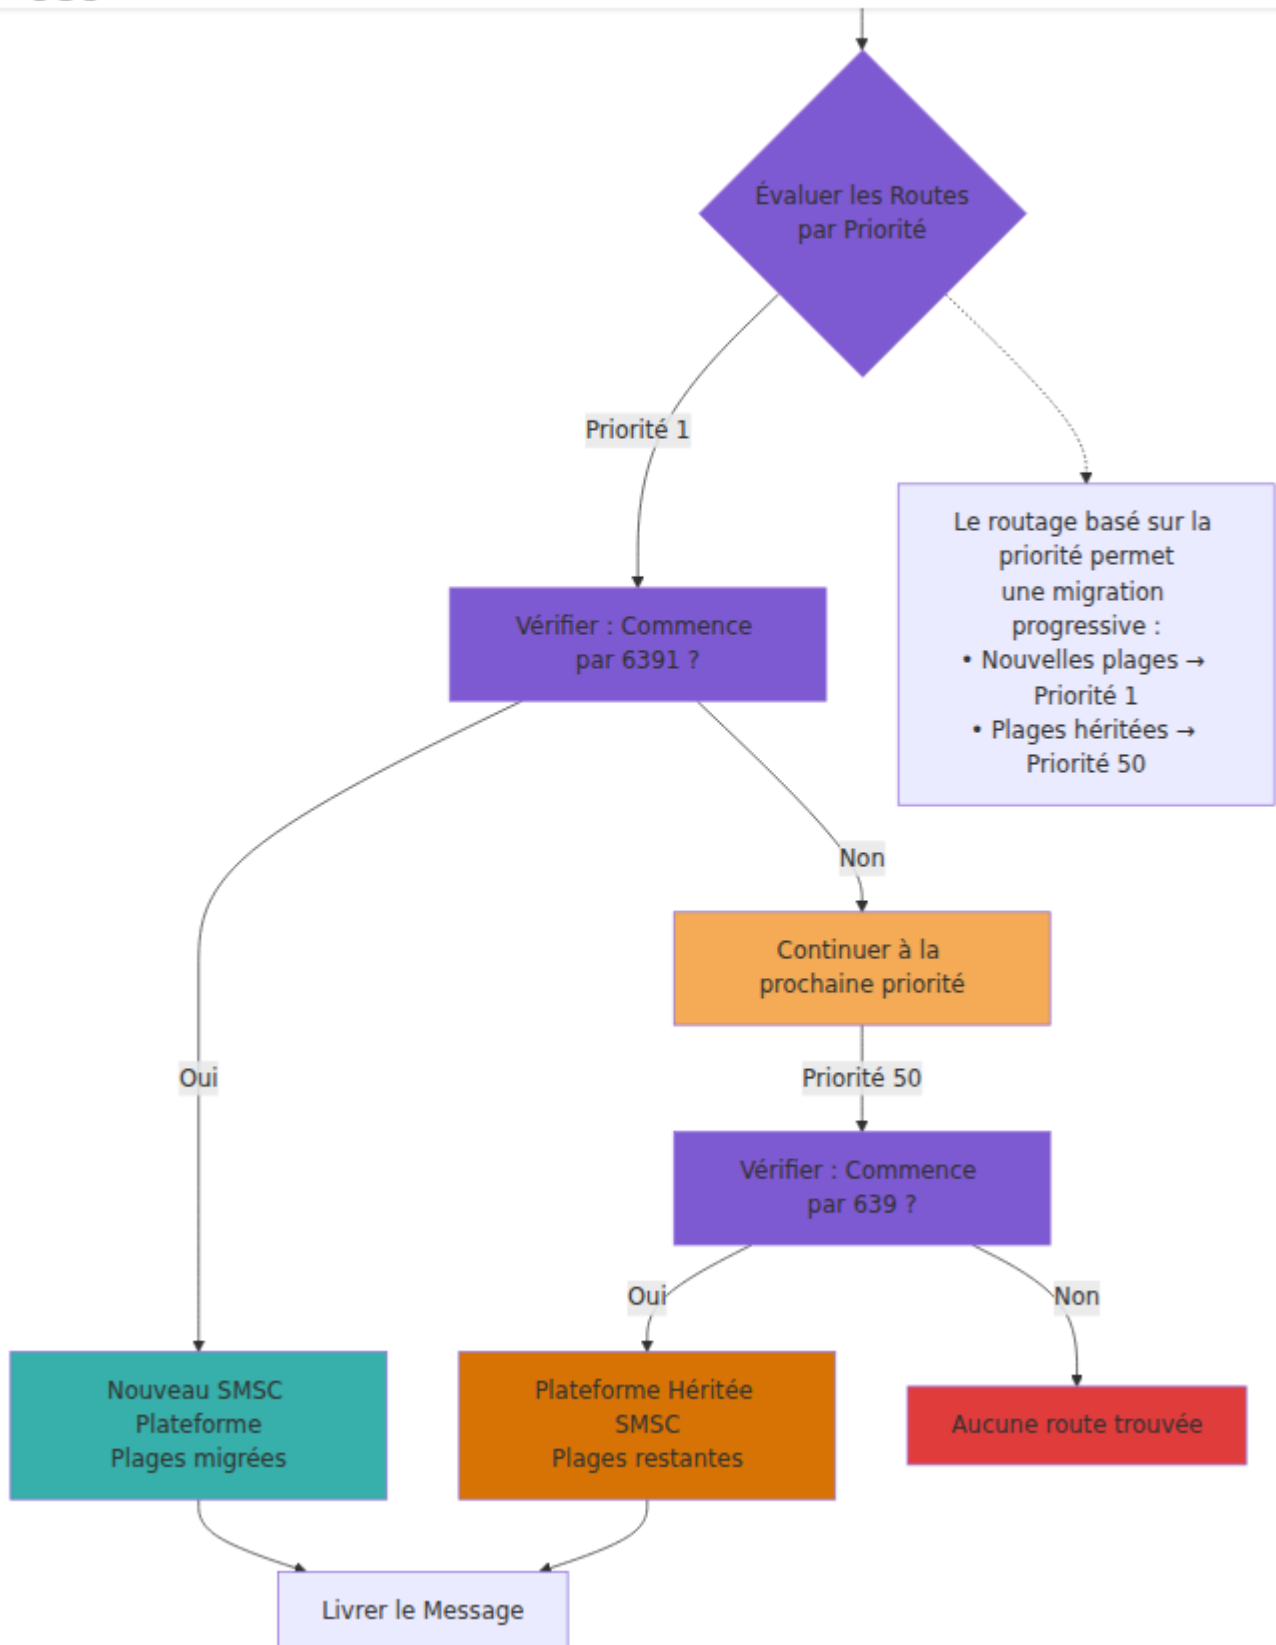 Évaluer les Routes
par Priorité
Priorité 1
Le routage basé sur la
priorité permet
une migration
progressive :
• Nouvelles plages →
Priorité 1
• Plages héritées →
Priorité 50
Vérifier : Commence
par 6391 ?
Non
Continuer à la
prochaine priorité
Oui
Priorité 50
Vérifier : Commence
par 639 ?
Oui
Non
Nouveau SMSC
Plateforme
Plages migrées
Plateforme Héritée
SMSC
Plages restantes
Aucune route trouvée
Livrer le Message